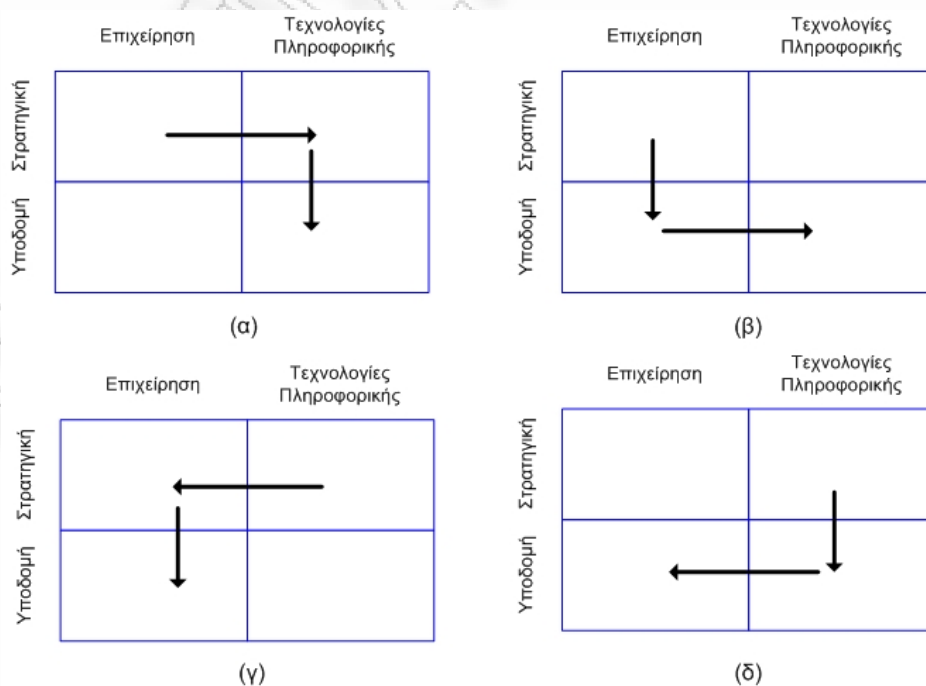 Επιχείρηση
Τεχνολογίες
Πληροφορικής
Στρατηγική
Υποδομή
(α)
Επιχείρηση
Τεχνολογίες
Πληροφορικής
Στρατηγική
Υποδομή
(β)
Επιχείρηση
Τεχνολογίες
Πληροφορικής
Στρατηγική
Υποδομή
(γ)
Επιχείρηση
Τεχνολογίες
Πληροφορικής
Στρατηγική
Υποδομή
(δ)